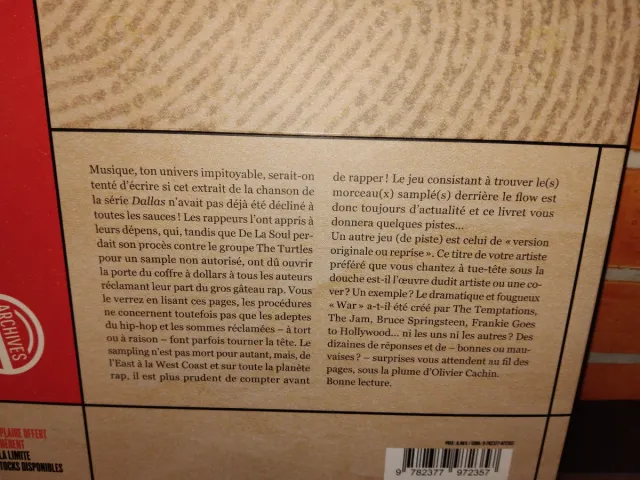 Musique, ton univers impitoyable, serait-on
tenté d'écrire si cet extrait de la chanson de
la série Dallas n'avait pas déjà été décliné à
toutes les sauces ! Les rappeurs l'ont appris à
leurs dépens, qui, tandis que De La Soul per-
dait son procès contre le groupe The Turtles
pour un sample non autorisé, ont dû ouvrir
la porte du coffre à dollars à tous les auteurs
réclamant leur part du gros gâteau rap. Vous
le verrez en lisant ces pages, les procédures
ne concernent toutefois pas que les adeptes
du hip-hop et les sommes réclamées – à tort
ou à raison – font parfois tourner la tête. Le
sampling n'est pas mort pour autant, mais, de
l'East à la West Coast et sur toute la planète
rap, il est plus prudent de compter avant
de rapper ! Le jeu consistant à trouver le(s)
morceau(x) samplé(s) derrière le flow est
donc toujours d'actualité et ce livret vous
donnera quelques pistes...
Un autre jeu (de piste) est celui de « version
originale ou reprise ». Ce titre de votre artiste
préféré que vous chantez à tue-tête sous la
douche est-il l'œuvre dudit artiste ou une co-
ver ? Un exemple ? Le dramatique et fougueux
« War » a-t-il été créé par The Temptations,
The Jam, Bruce Springsteen, Frankie Goes
to Hollywood... ni les uns ni les autres ? Des
dizaines de réponses et de – bonnes ou mau-
vaises ? – surprises vous attendent au fil des
pages, sous la plume d'Olivier Cachin.
Bonne lecture.
ARCHIVES
PLAIRE OFFERT
HÉRENT
LA LIMITE
TOCKS DISPONIBLES
9 782377 972357